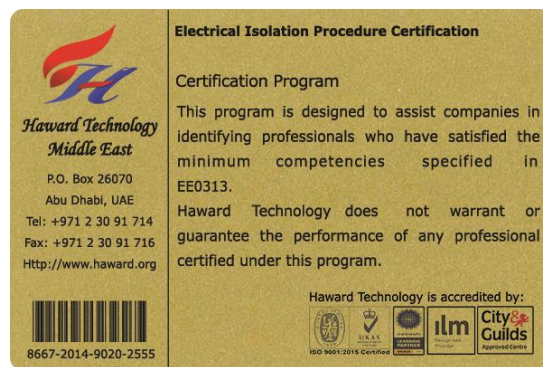 Haward Technology
Middle East
P.O. Box 26070
Abu Dhabi, UAE
Tel: +971 2 30 91 714
Fax: +971 2 30 91 716
Http://www.haward.org
8667-2014-9020-2555
Electrical Isolation Procedure Certification
Certification Program
This program is designed to assist companies in
identifying professionals who have satisfied the
minimum competencies specified in
EE0313.
Haward Technology does not warrant or
guarantee the performance of any professional
certified under this program.
Haward Technology is accredited by:
UKAS
ilm
City &
Guilds
Approved Centre
LEARNING
PARTNER
ISO 9001:2015 Certified